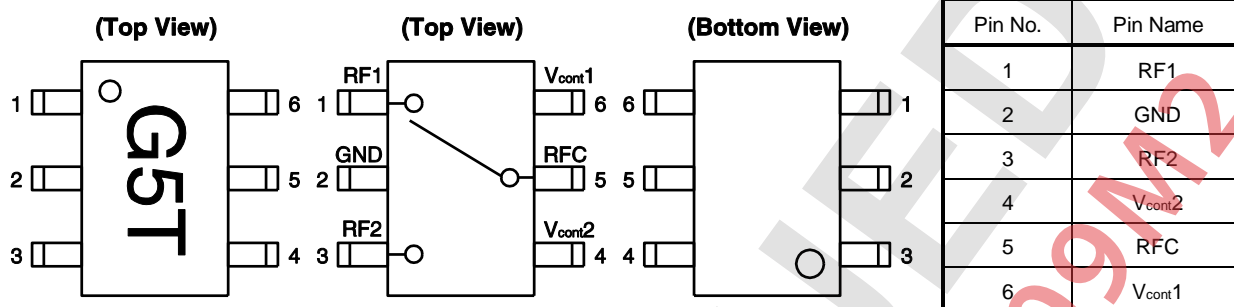 (Top View)
1
2
3
6
5
4
G5T
(Top View)
RF1
1
GND
2
RF2
3
Vcont1
6
RFC
5
Vcont2
4
(Bottom View)
6
5
4
1
2
3
Pin No. Pin Name
1 RF1
2 GND
3 RF2
4 Vcont2
5 RFC
6 Vcont1